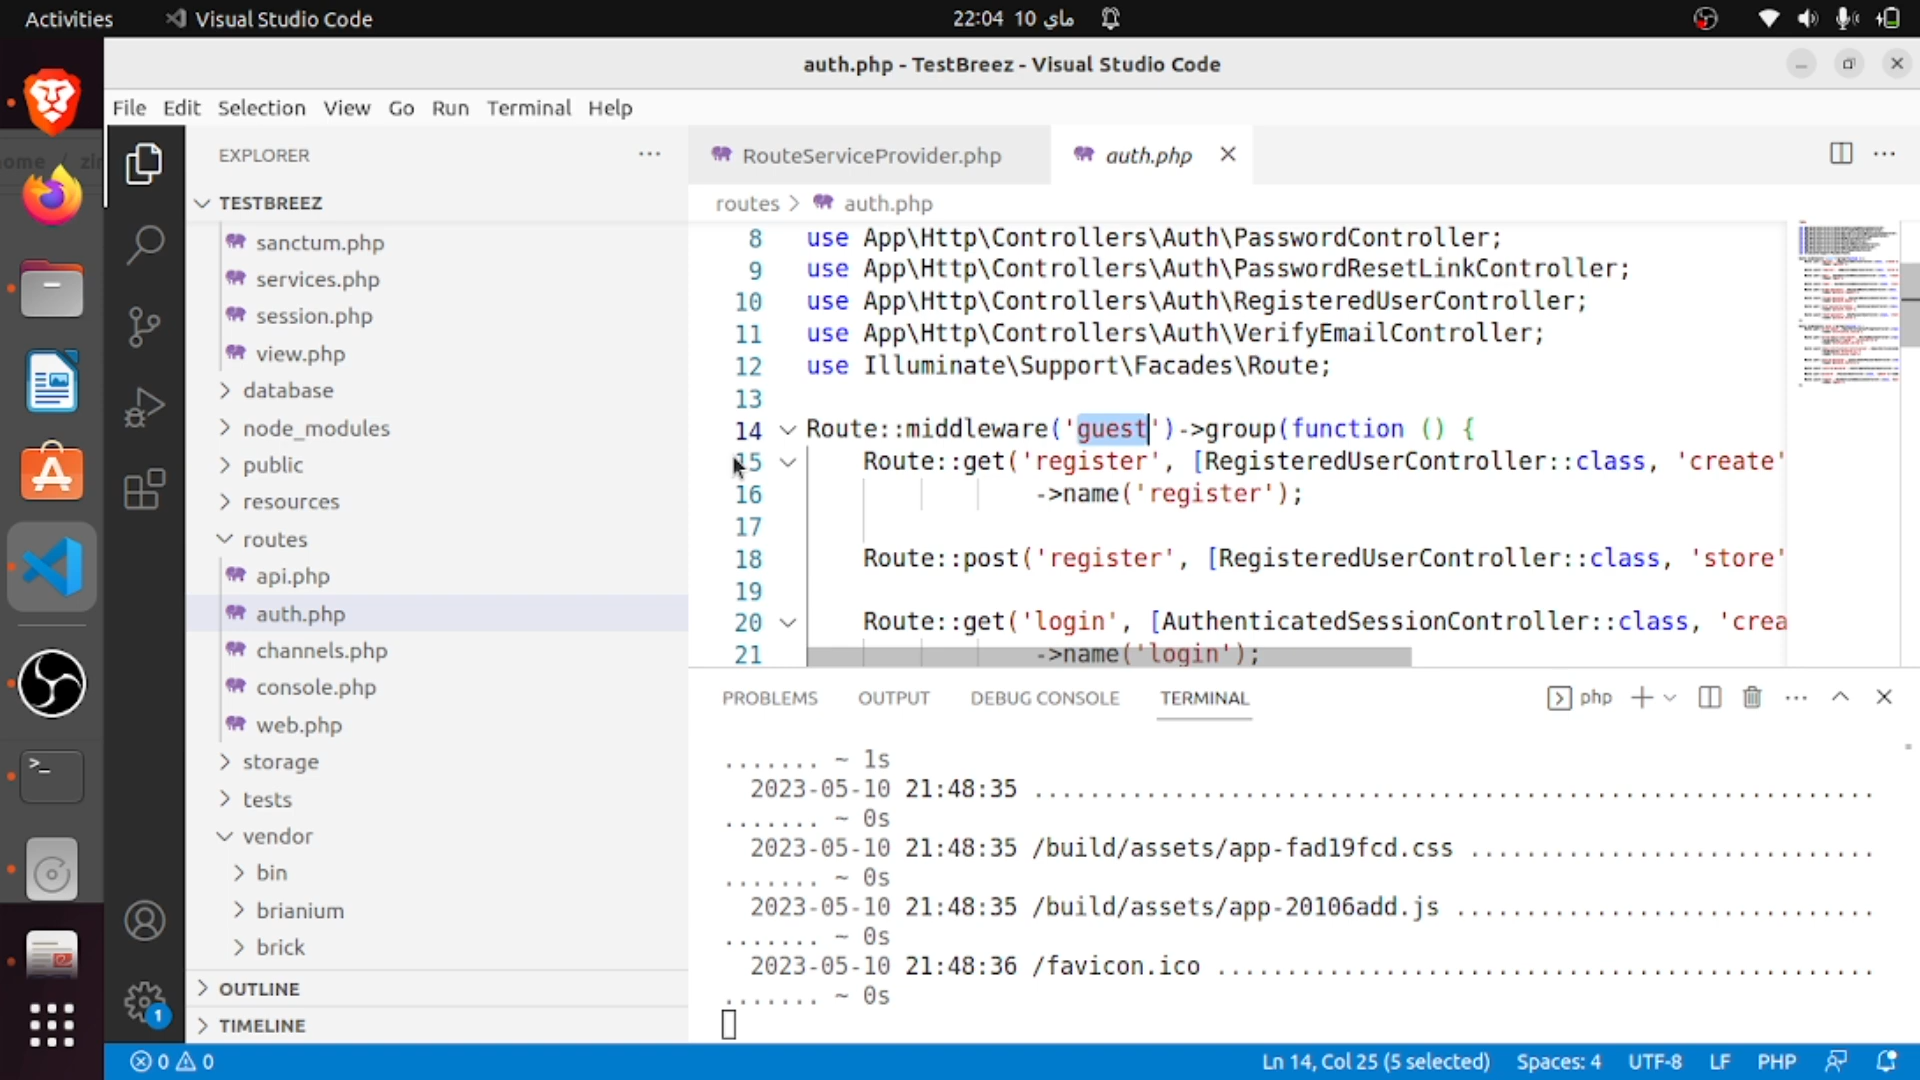 Activities
Visual Studio Code
22:04 10 ماي
auth.php - TestBreez - Visual Studio Code
File Edit Selection View Go Run Terminal Help
EXPLORER
TESTBREEZ
sanctum.php
services.php
session.php
view.php
database
node_modules
public
resources
routes
api.php
auth.php
channels.php
console.php
web.php
storage
tests
vendor
bin
brianium
brick
OUTLINE
TIMELINE
RouteServiceProvider.php
auth.php
routes > auth.php
8 use App\Http\Controllers\Auth\PasswordController;
9 use App\Http\Controllers\Auth\PasswordResetLinkController;
10 use App\Http\Controllers\Auth\RegisteredUserController;
11 use App\Http\Controllers\Auth\VerifyEmailController;
12 use Illuminate\Support\Facades\Route;
13
14 Route::middleware('guest')->group(function () {
15 Route::get('register', [RegisteredUserController::class, 'create'
16 ->name('register');
17
18 Route::post('register', [RegisteredUserController::class, 'store'
19
20 Route::get('login', [AuthenticatedSessionController::class, 'crea
21 ->name('login');
PROBLEMS OUTPUT DEBUG CONSOLE TERMINAL
php
....... ~ 1s
2023-05-10 21:48:35 ...........................................................
....... ~ 0s
2023-05-10 21:48:35 /build/assets/app-fad19fcd.css ............................
....... ~ 0s
2023-05-10 21:48:35 /build/assets/app-20106add.js .............................
....... ~ 0s
2023-05-10 21:48:36 /favicon.ico ..............................................
....... ~ 0s
1
0 0
Ln 14, Col 25 (5 selected) Spaces: 4 UTF-8 LF PHP